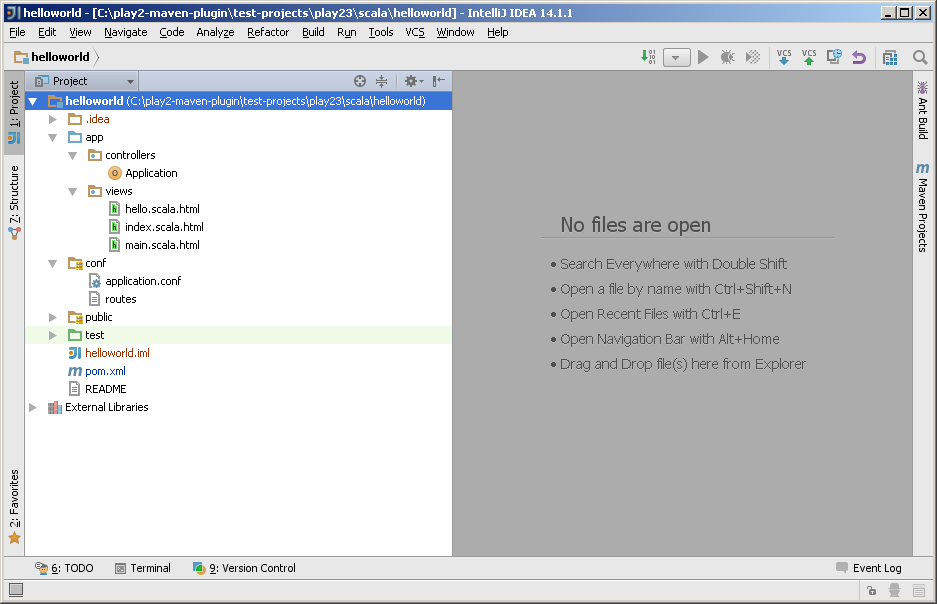 helloworld - [C:\play2-maven-plugin\test-projects\play23\scala\helloworld] - IntelliJ IDEA 14.1.1
File Edit View Navigate Code Analyze Refactor Build Run Tools VCS Window Help
helloworld
VCS VCS
1: Project
7: Structure
2: Favorites
Project
helloworld (C:\play2-maven-plugin\test-projects\play23\scala\helloworld)
.idea
app
controllers
Application
views
hello.scala.html
index.scala.html
main.scala.html
conf
application.conf
routes
public
test
helloworld.iml
pom.xml
README
External Libraries
No files are open
• Search Everywhere with Double Shift
• Open a file by name with Ctrl+Shift+N
• Open Recent Files with Ctrl+E
• Open Navigation Bar with Alt+Home
• Drag and Drop file(s) here from Explorer
Ant Build
Maven Projects
6: TODO Terminal 9: Version Control Event Log